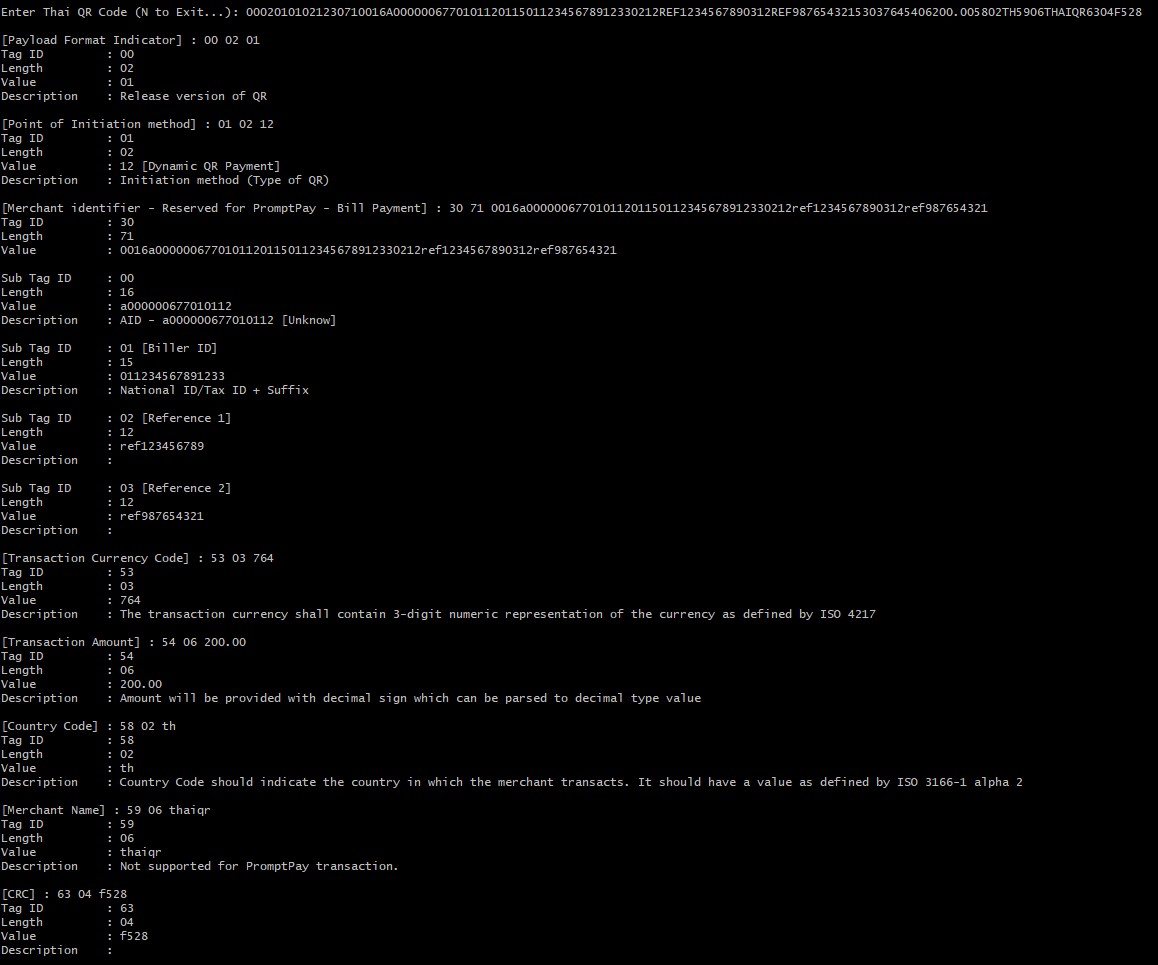 Enter Thai QR Code (N to Exit...): 00020101021230710016A00000067701011201150112345678912330212REF1234567890312REF98765432153037645406200.005802TH5906THAIQR6304F528
[Payload Format Indicator] : 00 02 01
Tag ID : 00
Length : 02
Value : 01
Description : Release version of QR
[Point of Initiation method] : 01 02 12
Tag ID : 01
Length : 02
Value : 12 [Dynamic QR Payment]
Description : Initiation method (Type of QR)
[Merchant identifier - Reserved for PromptPay - Bill Payment] : 30 71 0016a00000067701011201150112345678912330212ref1234567890312ref987654321
Tag ID : 30
Length : 71
Value : 0016a00000067701011201150112345678912330212ref1234567890312ref987654321
Sub Tag ID : 00
Length : 16
Value : a000000677010112
Description : AID - a000000677010112 [Unknow]
Sub Tag ID : 01 [Biller ID]
Length : 15
Value : 011234567891233
Description : National ID/Tax ID + Suffix
Sub Tag ID : 02 [Reference 1]
Length : 12
Value : ref123456789
Description :
Sub Tag ID : 03 [Reference 2]
Length : 12
Value : ref987654321
Description :
[Transaction Currency Code] : 53 03 764
Tag ID : 53
Length : 03
Value : 764
Description : The transaction currency shall contain 3-digit numeric representation of the currency as defined by ISO 4217
[Transaction Amount] : 54 06 200.00
Tag ID : 54
Length : 06
Value : 200.00
Description : Amount will be provided with decimal sign which can be parsed to decimal type value
[Country Code] : 58 02 th
Tag ID : 58
Length : 02
Value : th
Description : Country Code should indicate the country in which the merchant transacts. It should have a value as defined by ISO 3166-1 alpha 2
[Merchant Name] : 59 06 thaiqr
Tag ID : 59
Length : 06
Value : thaiqr
Description : Not supported for PromptPay transaction.
[CRC] : 63 04 f528
Tag ID : 63
Length : 04
Value : f528
Description :